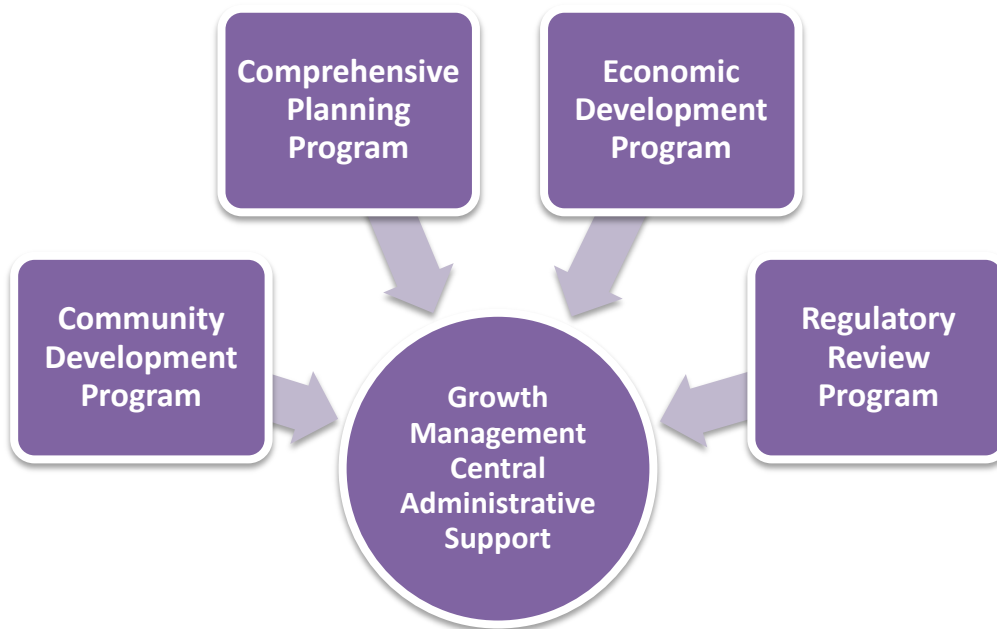 Comprehensive
Planning
Program
Economic
Development
Program
Community
Development
Program
Regulatory
Review
Program
Growth
Management
Central
Administrative
Support